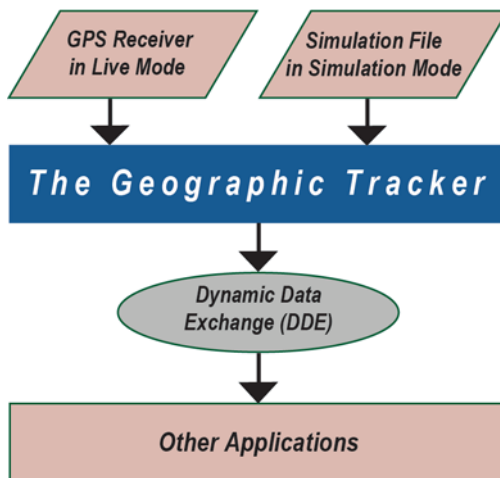 GPS Receiver
in Live Mode
Simulation File
in Simulation Mode
The Geographic Tracker
Dynamic Data
Exchange (DDE)
Other Applications